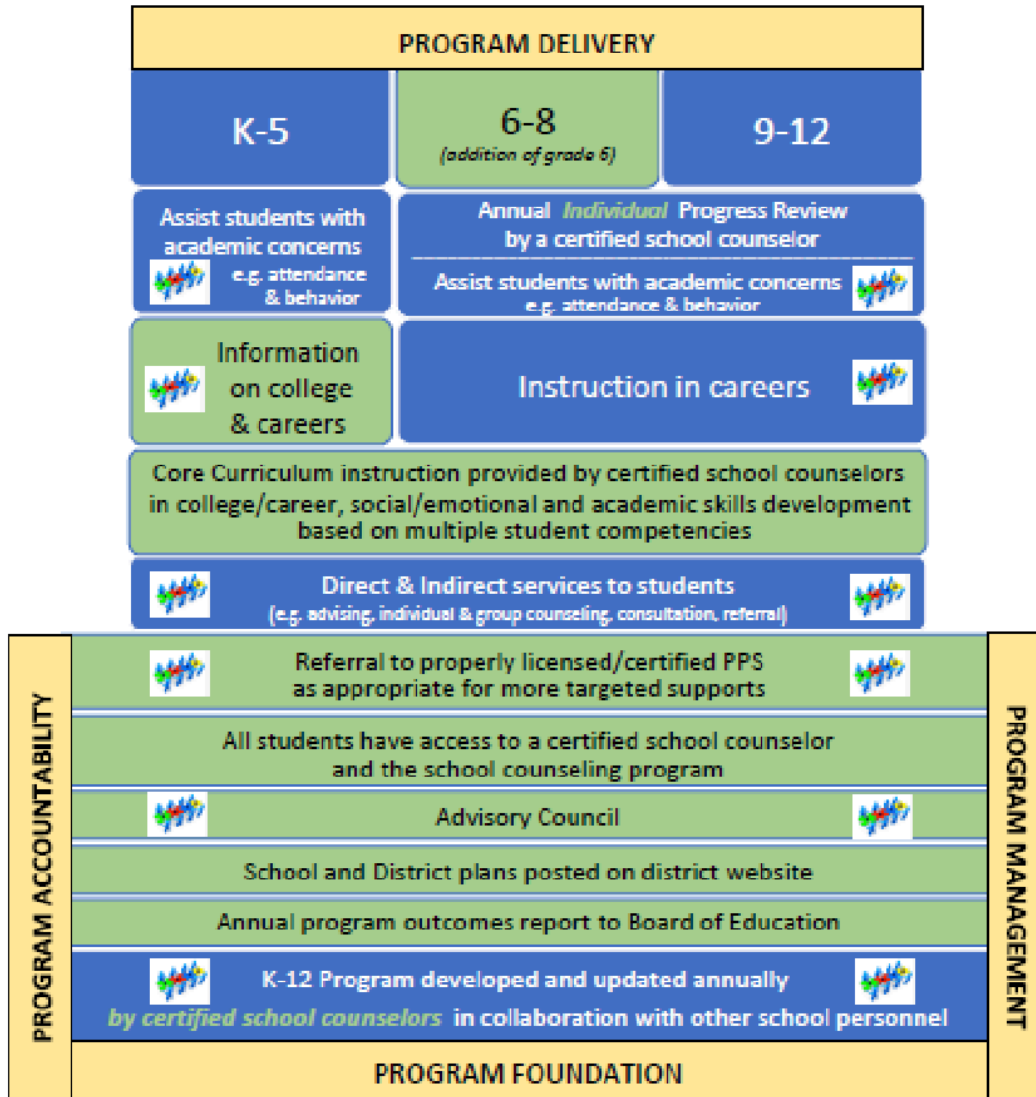 PROGRAM DELIVERY
K-5
6-8
(addition of grade 6)
9-12
Assist students with
academic concerns
e.g. attendance
& behavior
Annual Individual Progress Review
by a certified school counselor
Assist students with academic concerns
e.g. attendance & behavior
Information
on college
& careers
Instruction in careers
Core Curriculum instruction provided by certified school counselors
in college/career, social/emotional and academic skills development
based on multiple student competencies
Direct & Indirect services to students
(e.g. advising, individual & group counseling, consultation, referral)
PROGRAM ACCOUNTABILITY
Referral to properly licensed/certified PPS
as appropriate for more targeted supports
All students have access to a certified school counselor
and the school counseling program
Advisory Council
School and District plans posted on district website
Annual program outcomes report to Board of Education
K-12 Program developed and updated annually
by certified school counselors in collaboration with other school personnel
PROGRAM MANAGEMENT
PROGRAM FOUNDATION